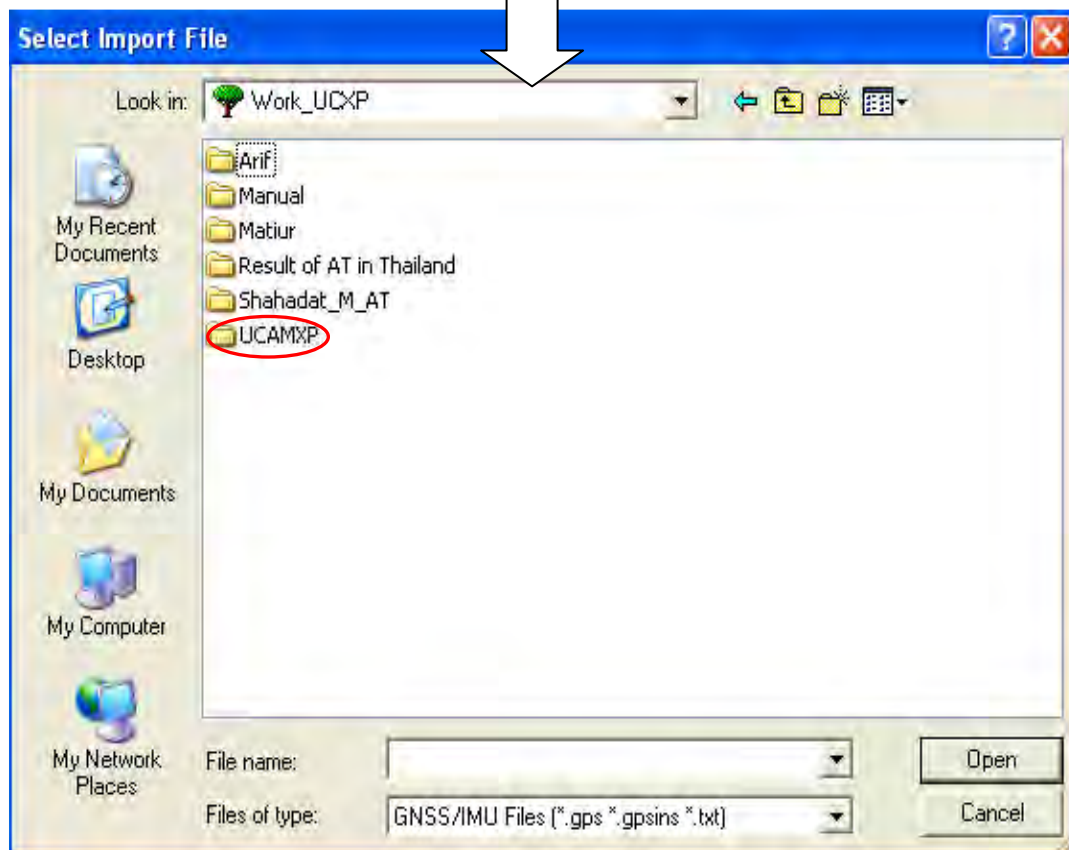 Select Import File
Look in: Work_UCXP
Arif
Manual
Matiur
Result of AT in Thailand
Shahadat_M_AT
UCAMXP
My Recent
Documents
Desktop
My Documents
My Computer
My Network
Places
File name:
Open
Files of type: GNSS/IMU Files (*.gps *.gpsins *.txt)
Cancel